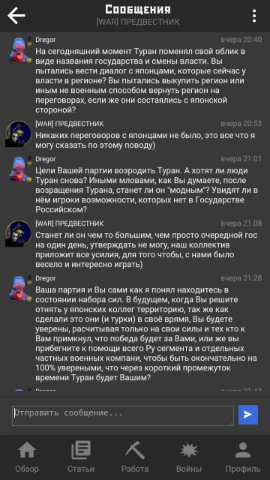 Сообщения
[WAR] ПРЕДВЕСТНИК
Dregor
вчера 20:40
На сегодняшний момент Туран поменял свой облик в
виде названия государства и смены власти. Вы
пытались вести диалог с японцами, которые сейчас у
власти в регионе? Вы пытались выкупить регион или
иным не военным способом вернуть регион на
переговорах, если же они состоялись с японской
стороной?
[WAR] ПРЕДВЕСТНИК
вчера 20:53
Никаких переговоров с японцами не было, это все что я
могу сказать по этому поводу)
Dregor
вчера 21:01
Цели Вашей партии возродить Туран. А хотят ли люди
Туран снова? Иными мловами, как Вы думаете, после
возращения Турана, станет ли он "модным"? Увидят ли в
нём игроки возможности, которых нет в Государстве
Российском?
[WAR] ПРЕДВЕСТНИК
вчера 21:08
Станет ли он чем то большим, чем просто очередной гос
на один день, утверждать не могу, наш коллектив
приложит все усилия, для того чтобы, с нами было
весело и интересно играть)
Dregor
вчера 21:28
Ваша партия и Вы сами как я понял находитесь в
состоянии набора сил. В будущем, когда Вы решите
отнять у японских коллег территорию, так же как
сделали это они (и турки) в своё врямя, Вы будете
уверены, расчитывая только на свои силы и тех кто к
Вам примкнул, что победа будет за Вами, или же вы
прибегните к помощи всего Ру сегмента и отдельных
частных военных компани, чтобы быть окончательно на
100% увереными, что через короткий промежуток
времени Туран будет Вашим?
Отправить сообщение...
Обзор
Статьи
Работа
Войны
Профиль